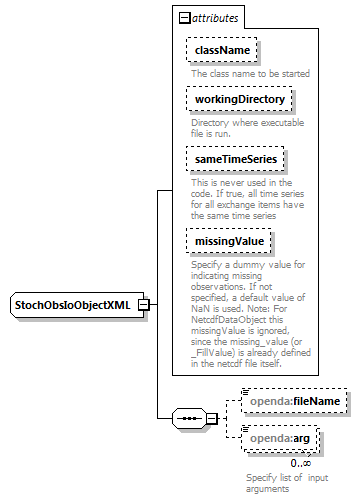 attributes
className
The class name to be started
workingDirectory
Directory where executable
file is run.
sameTimeSeries
This is never used in the
code. If true, all time series
for all exchange items have
the same time series
missingValue
Specify a dummy value for
indicating missing
observations. If not
specified, a default value of
NaN is used. Note: For
NetcdfDataObject this
missingValue is ignored,
since the missing_value (or
_FillValue) is already defined
in the netcdf file itself.
StochObsIoObjectXML
openda:fileName
openda:arg
0..∞
Specify list of input
arguments